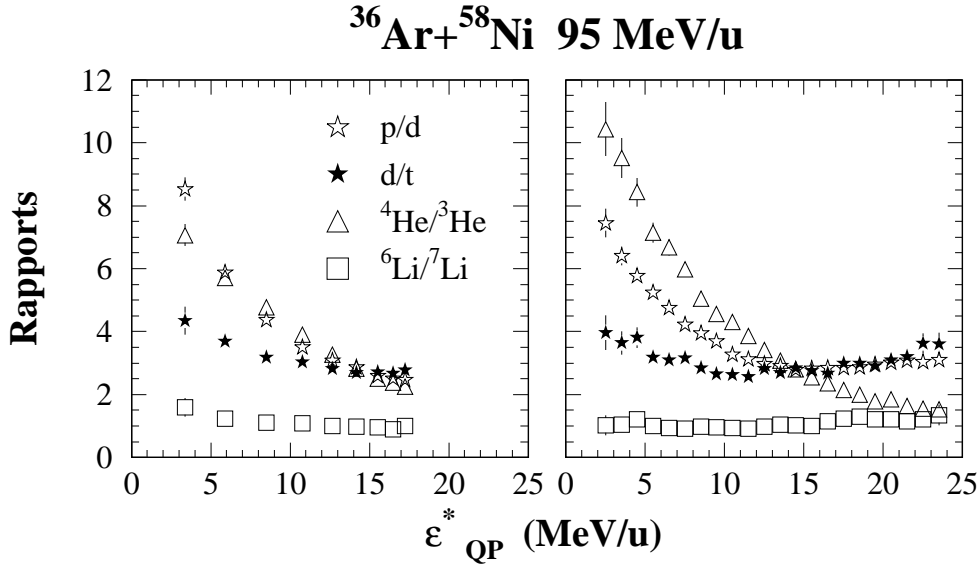 ³⁶Ar+⁵⁸Ni 95 MeV/u
Rapports
12
10
8
6
4
2
0
p/d
d/t
⁴He/³He
⁶Li/⁷Li
0 5 10 15 20 25
0 5 10 15 20 25
ε*QP (MeV/u)